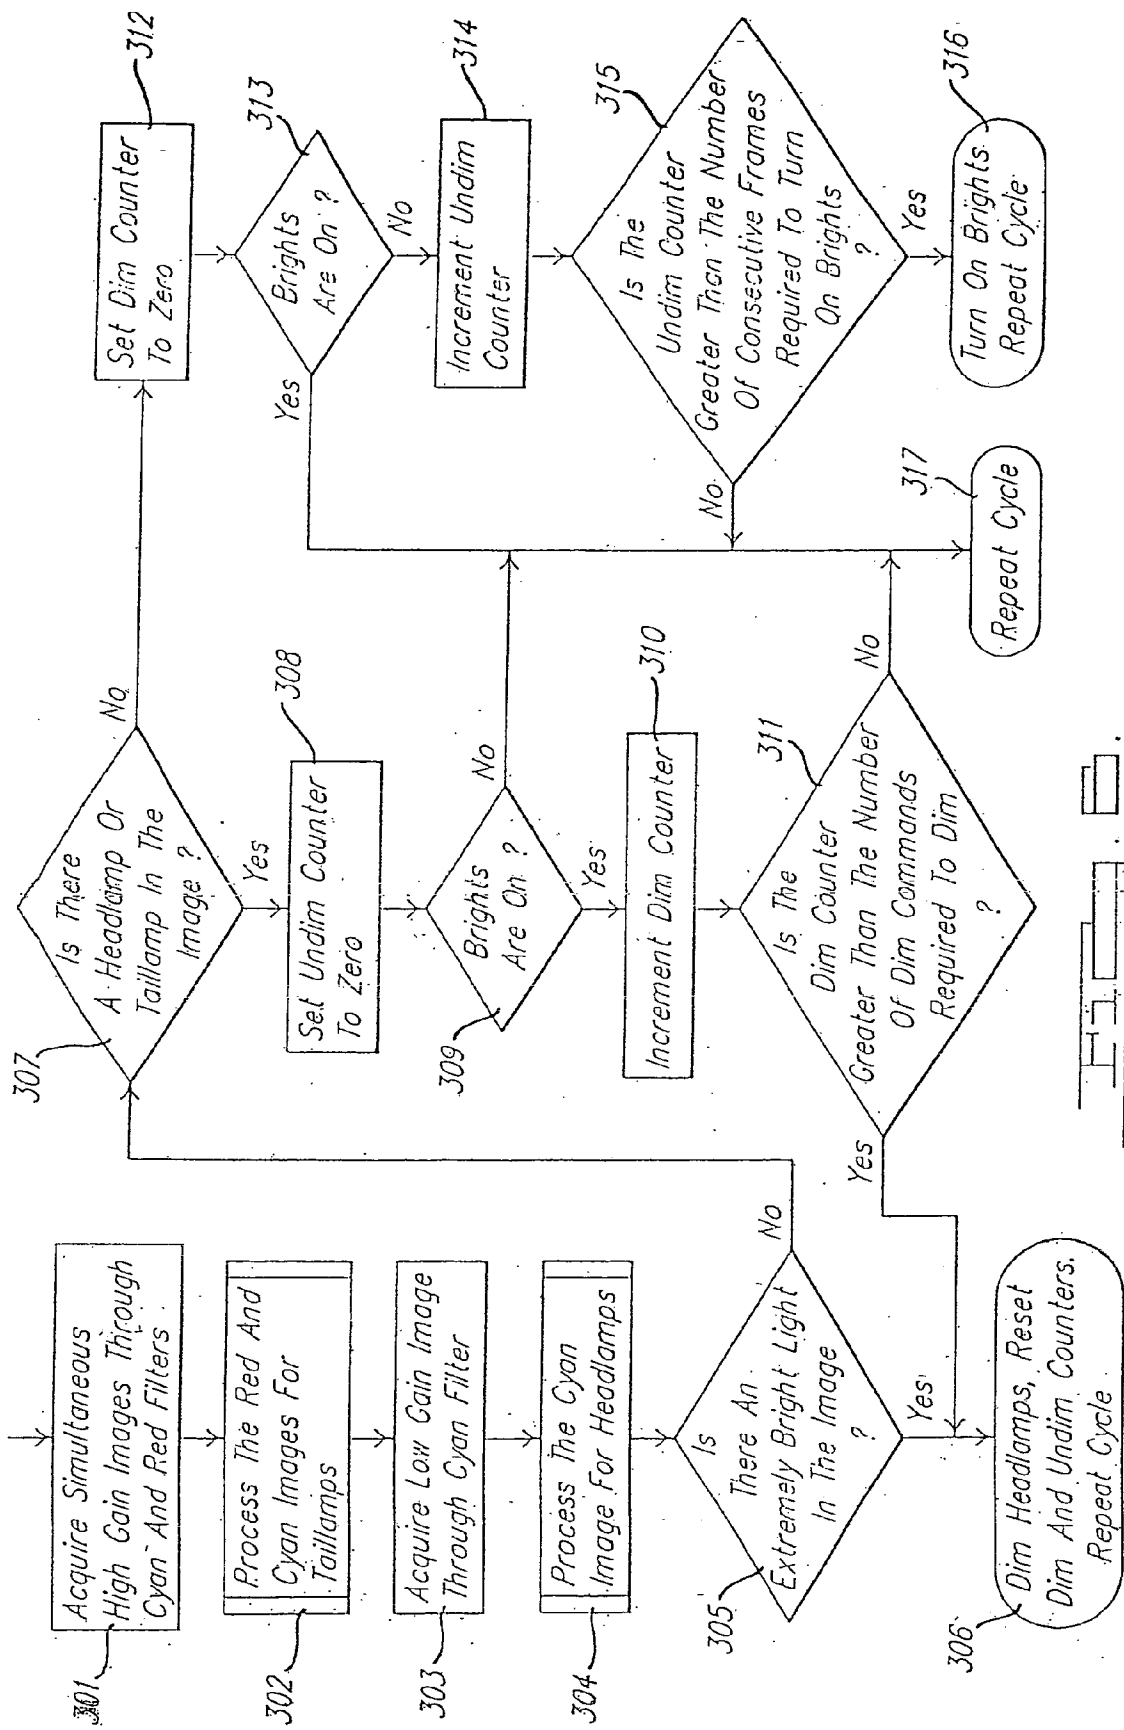 301
Acquire Simultaneous
High Gain Images Through
Cyan And Red Filters
302
Process The Red And
Cyan Images For
Taillamps
303
Acquire Low Gain Image
Through Cyan Filter
304
Process The Cyan
Image For Headlamps
305
Is
There An
Extremely Bright Light
In The Image
?
No
Yes
306
Dim Headlamps, Reset
Dim And Undim Counters.
Repeat Cycle
307
Is There
A Headlamp Or
Taillamp In The
Image ?
No
Yes
308
Set Undim Counter
To Zero
309
Brights
Are On ?
No
Yes
310
Increment Dim Counter
311
Is The
Dim Counter
Greater Than The Number
Of Dim Commands
Required To Dim
?
Yes
No
312
Set Dim Counter
To Zero
313
Brights
Are On ?
Yes
No
314
Increment Undim
Counter
315
Is The
Undim Counter
Greater Than The Number
Of Consecutive Frames
Required To Turn
On Brights
?
No
Yes
316
Turn On Brights
Repeat Cycle
317
Repeat Cycle